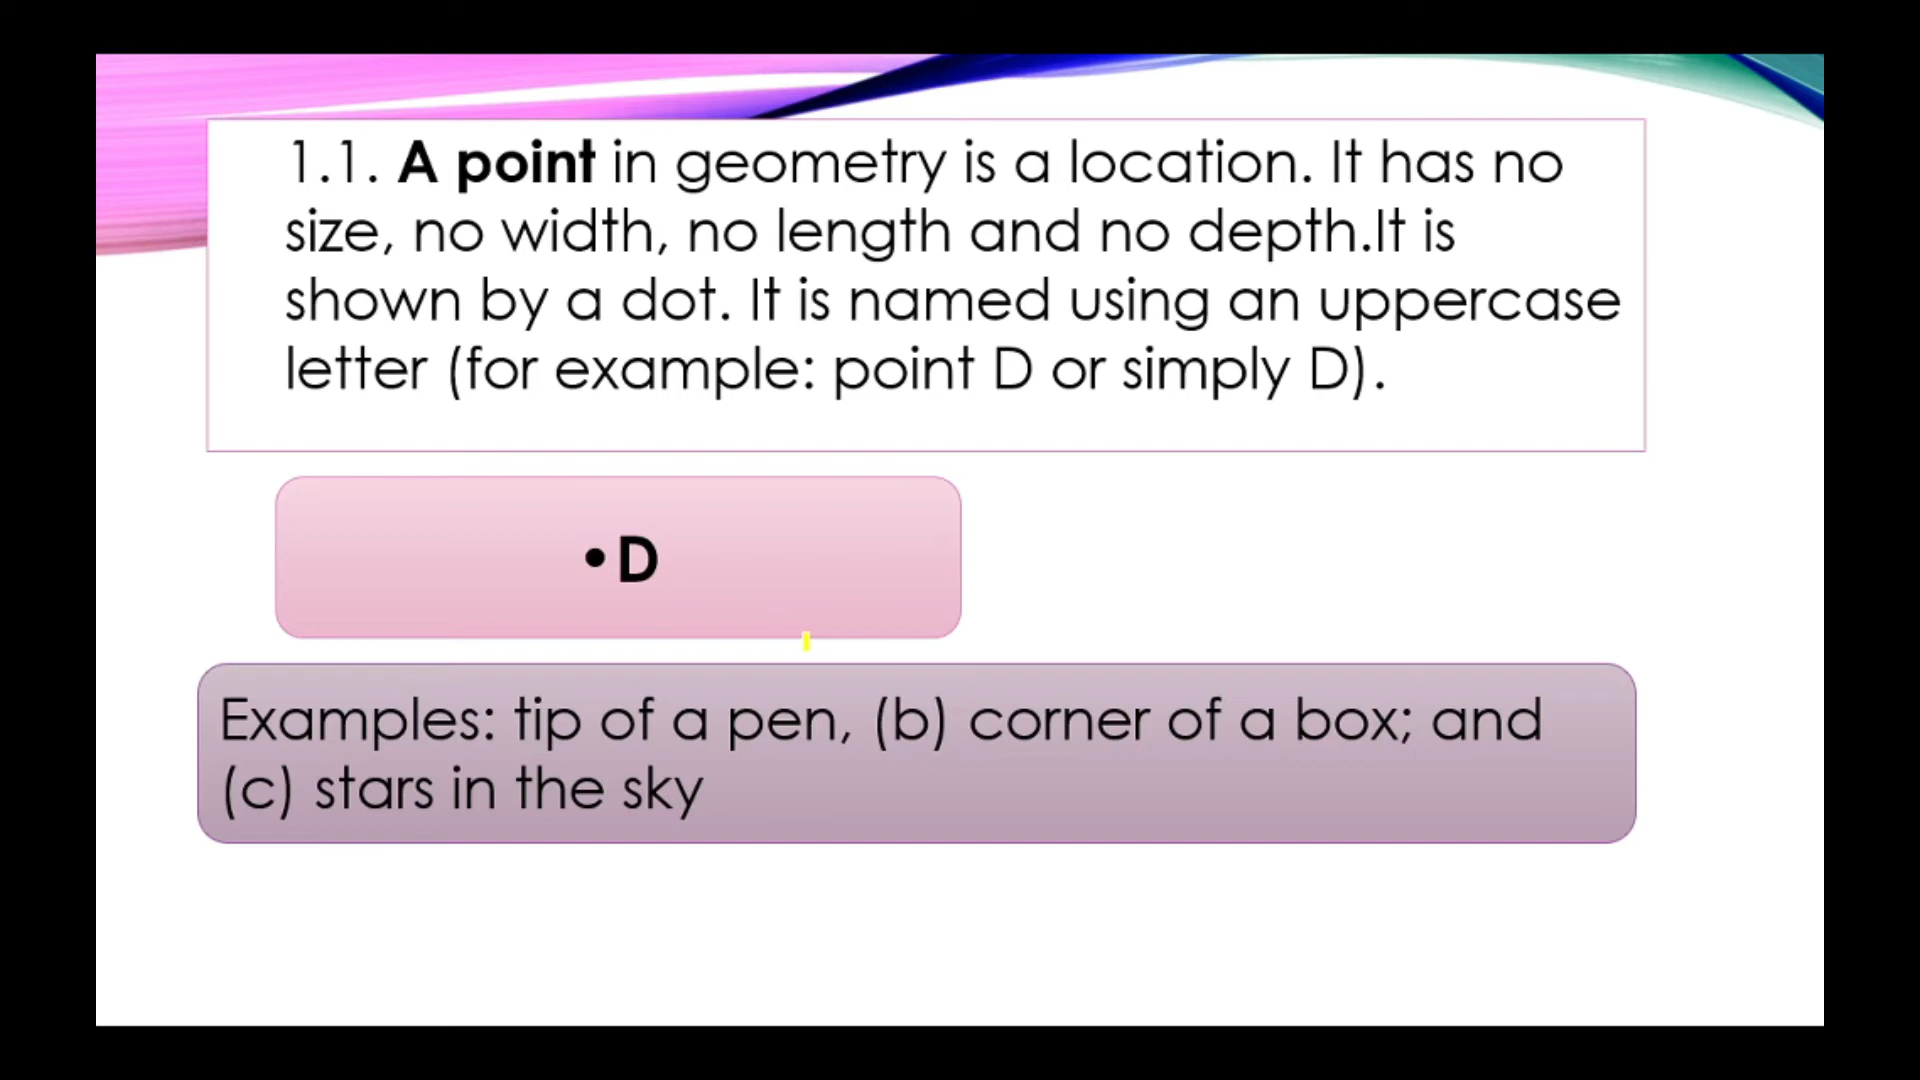 1.1. A point in geometry is a location. It has no
size, no width, no length and no depth.It is
shown by a dot. It is named using an uppercase
letter (for example: point D or simply D).
•D
Examples: tip of a pen, (b) corner of a box; and
(c) stars in the sky